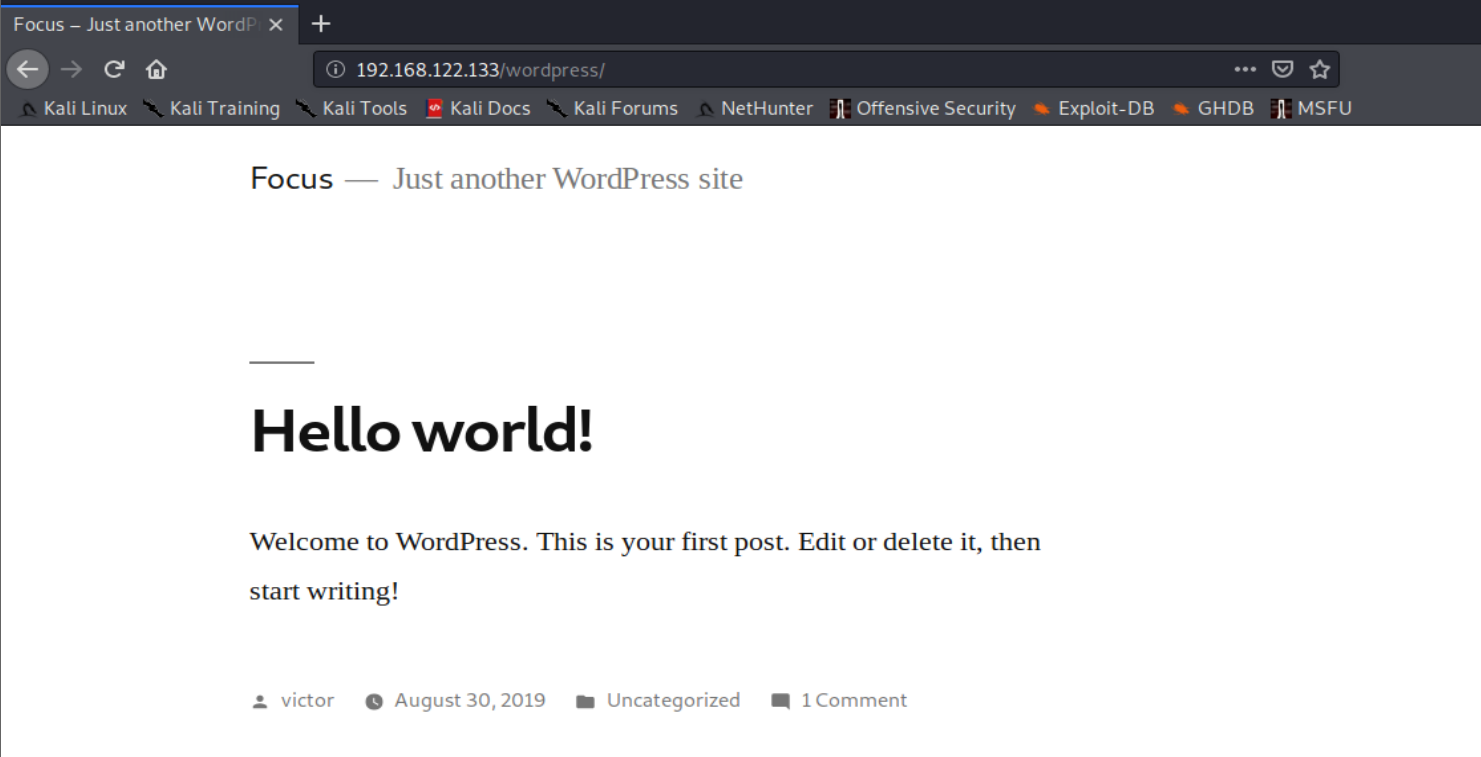 Focus – Just another WordP
192.168.122.133/wordpress/
Kali Linux Kali Training Kali Tools Kali Docs Kali Forums NetHunter Offensive Security Exploit-DB GHDB MSFU
Focus — Just another WordPress site
Hello world!
Welcome to WordPress. This is your first post. Edit or delete it, then
start writing!
victor August 30, 2019 Uncategorized 1 Comment